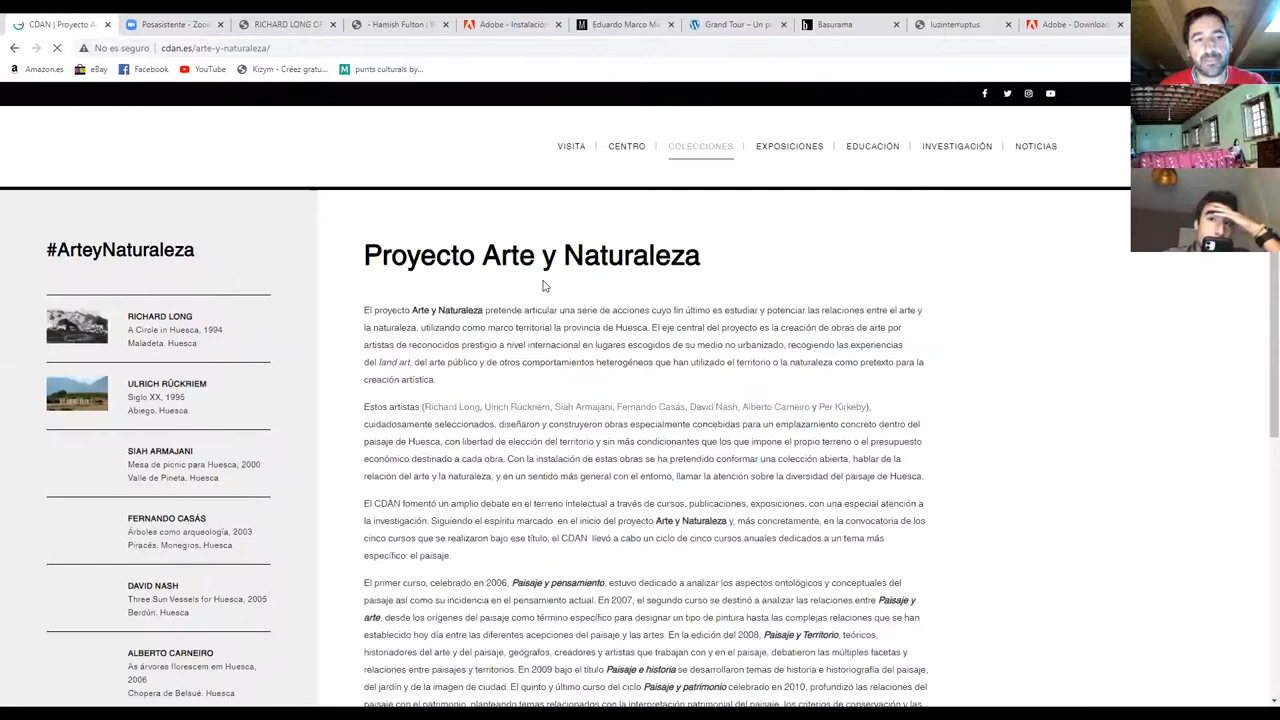 CDAN | Proyecto A
Posasistente - Zoom
RICHARD LONG OF
- Hamish Fulton : W
Adobe - Instalación
Eduardo Marco Mi
Grand Tour – Un pr
Basurama
luzinterruptus
Adobe - Download
No es seguro | cdan.es/arte-y-naturaleza/
Amazon.es
eBay
Facebook
YouTube
Kizym - Créez gratu...
punts culturals by...
VISITA
CENTRO
COLECCIONES
EXPOSICIONES
EDUCACIÓN
INVESTIGACIÓN
NOTICIAS
#ArteyNaturaleza
RICHARD LONG
A Circle in Huesca, 1994
Maladeta. Huesca
ULRICH RÜCKRIEM
Siglo XX, 1995
Abiego. Huesca
SIAH ARMAJANI
Mesa de picnic para Huesca, 2000
Valle de Pineta. Huesca
FERNANDO CASÁS
Árboles como arqueología, 2003
Piracés. Monegros. Huesca
DAVID NASH
Three Sun Vessels for Huesca, 2005
Berdún. Huesca
ALBERTO CARNEIRO
As árvores florescem em Huesca,
2006
Chopera de Belsué. Huesca
Proyecto Arte y Naturaleza
El proyecto Arte y Naturaleza pretende articular una serie de acciones cuyo fin último es estudiar y potenciar las relaciones entre el arte y
la naturaleza, utilizando como marco territorial la provincia de Huesca. El eje central del proyecto es la creación de obras de arte por
artistas de reconocidos prestigio a nivel internacional en lugares escogidos de su medio no urbanizado, recogiendo las experiencias
del land art, del arte público y de otros comportamientos heterogéneos que han utilizado el territorio o la naturaleza como pretexto para la
creación artística.
Estos artistas (Richard Long, Ulrich Rückriem, Siah Armajani, Fernando Casás, David Nash, Alberto Carneiro y Per Kirkeby),
cuidadosamente seleccionados, diseñaron y construyeron obras especialmente concebidas para un emplazamiento concreto dentro del
paisaje de Huesca, con libertad de elección del territorio y sin más condicionantes que los que impone el propio terreno o el presupuesto
económico destinado a cada obra. Con la instalación de estas obras se ha pretendido conformar una colección abierta, hablar de la
relación del arte y la naturaleza, y en un sentido más general con el entorno, llamar la atención sobre la diversidad del paisaje de Huesca.
El CDAN fomentó un amplio debate en el terreno intelectual a través de cursos, publicaciones, exposiciones, con una especial atención a
la investigación. Siguiendo el espíritu marcado en el inicio del proyecto Arte y Naturaleza y, más concretamente, en la convocatoria de los
cinco cursos que se realizaron bajo ese título, el CDAN llevó a cabo un ciclo de cinco cursos anuales dedicados a un tema más
específico: el paisaje.
El primer curso, celebrado en 2006, Paisaje y pensamiento, estuvo dedicado a analizar los aspectos ontológicos y conceptuales del
paisaje así como su incidencia en el pensamiento actual. En 2007, el segundo curso se destinó a analizar las relaciones entre Paisaje y
arte, desde los orígenes del paisaje como término específico para designar un tipo de pintura hasta las complejas relaciones que se han
establecido hoy día entre las diferentes acepciones del paisaje y las artes. En la edición del 2008, Paisaje y Territorio, teóricos,
historiadores del arte y del paisaje, geógrafos, creadores y artistas que trabajan con y en el paisaje, debatieron las múltiples facetas y
relaciones entre paisajes y territorios. En 2009 bajo el título Paisaje e historia se desarrollaron temas de historia e historiografía del paisaje,
del jardín y de la imagen de ciudad. El quinto y último curso del ciclo Paisaje y patrimonio celebrado en 2010, profundizó las relaciones del
paisaje con el patrimonio, planteando temas relacionados con la interpretación patrimonial del paisaje, los criterios de conservación y las